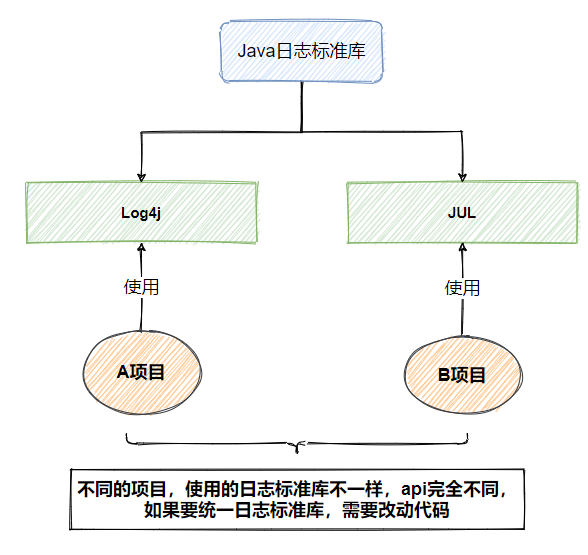 Java日志标准库
Log4j
JUL
使用
使用
A项目
B项目
不同的项目，使用的日志标准库不一样，api完全不同，
如果要统一日志标准库，需要改动代码